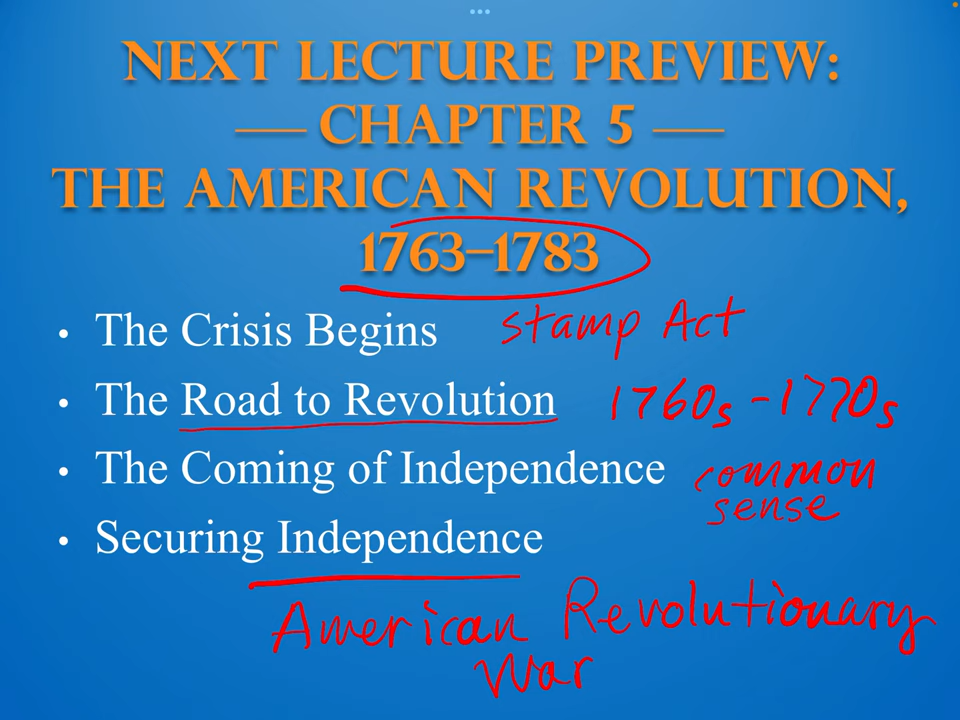 NEXT LECTURE PREVIEW:
— CHAPTER 5 —
THE AMERICAN REVOLUTION,
1763–1783
• The Crisis Begins Stamp Act
• The Road to Revolution 1760s - 1770s
• The Coming of Independence common
sense
• Securing Independence
American Revolutionary
War